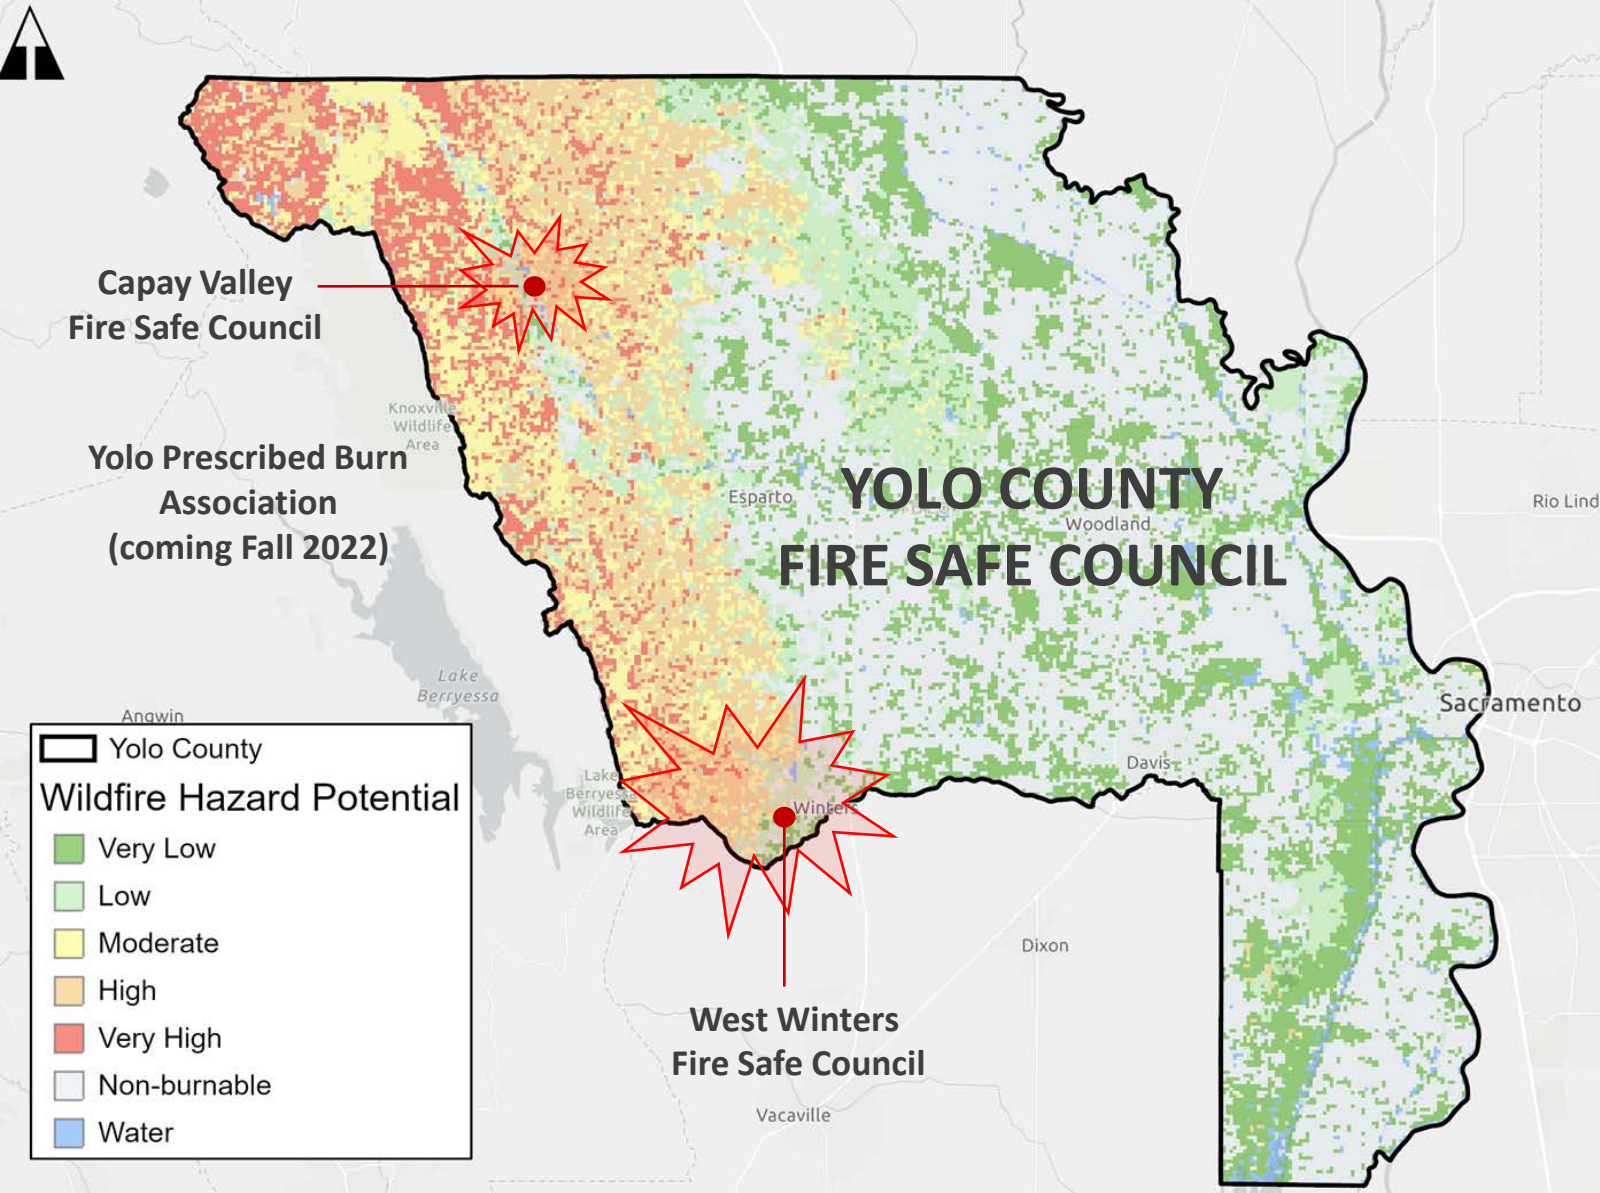 Capay Valley
Fire Safe Council
Knoxville
Wildlife
Area
Yolo Prescribed Burn
Association
(coming Fall 2022)
Esparto
YOLO COUNTY
FIRE SAFE COUNCIL
Woodland
Rio Lind
Lake
Berryessa
Sacramento
Angwin
Davis
Lake
Berryessa
Wildlife
Area
Winters
Dixon
West Winters
Fire Safe Council
Vacaville
Yolo County
Wildfire Hazard Potential
Very Low
Low
Moderate
High
Very High
Non-burnable
Water